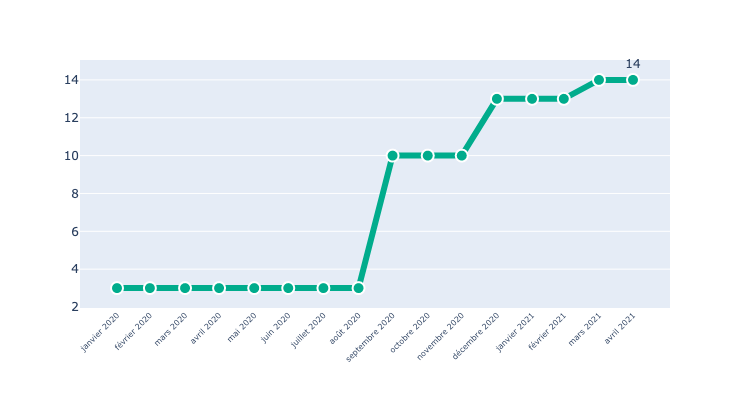 14
14
12
10
8
6
4
2
janvier 2020
février 2020
mars 2020
avril 2020
mai 2020
juin 2020
juillet 2020
août 2020
septembre 2020
octobre 2020
novembre 2020
décembre 2020
janvier 2021
février 2021
mars 2021
avril 2021